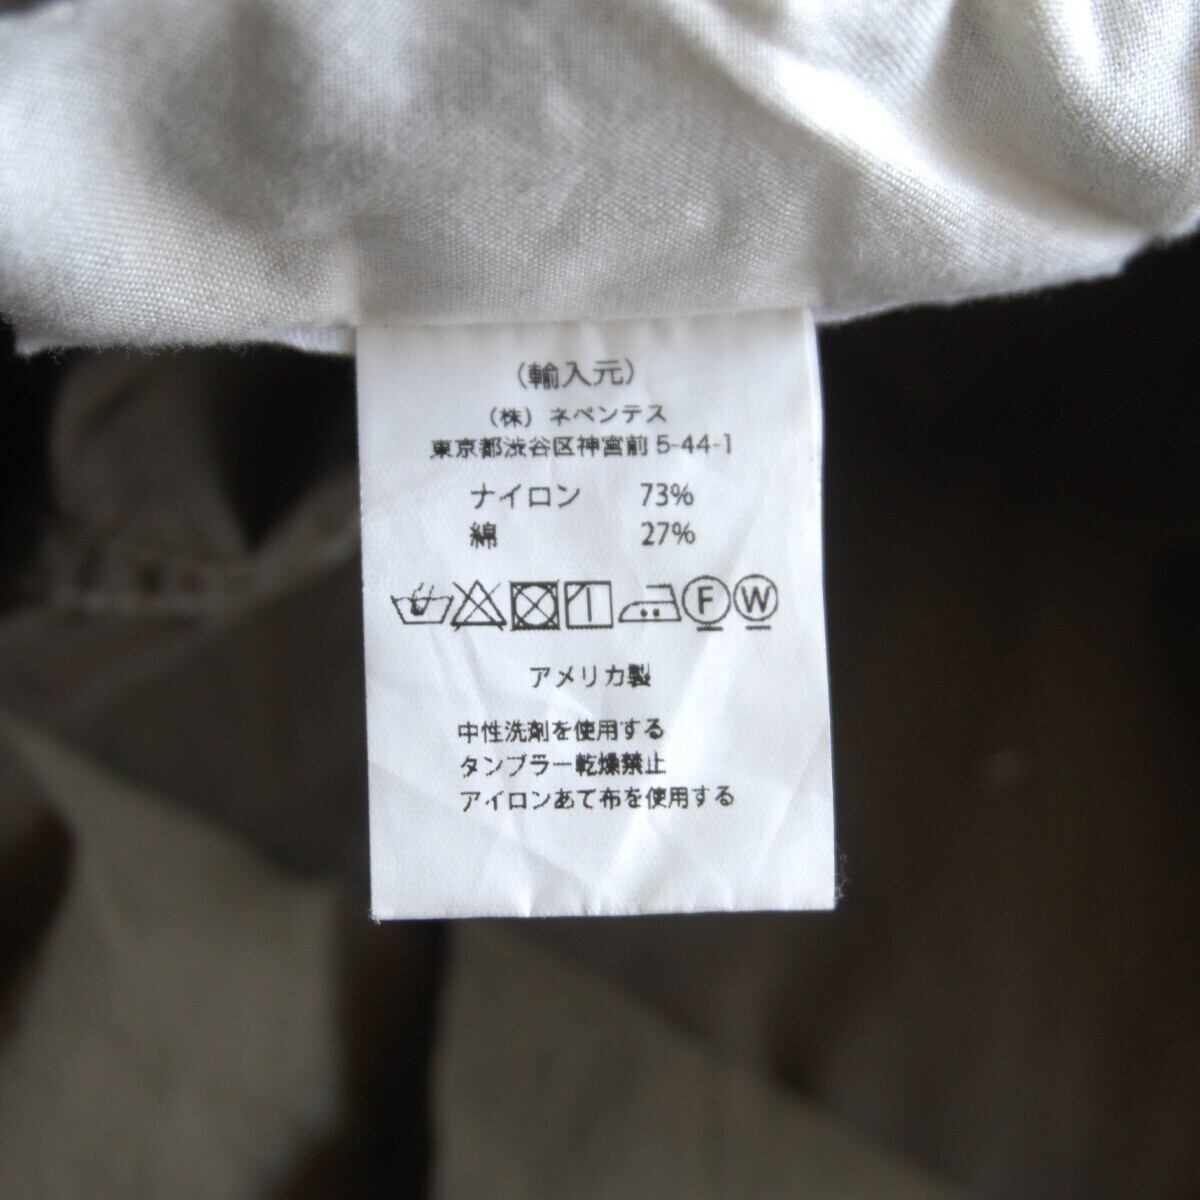 （輸入元）
（株）ネペンテス
東京都渋谷区神宮前 5-44-1
ナイロン 73%
綿 27%
F W
アメリカ製
中性洗剤を使用する
タンブラー乾燥禁止
アイロンあて布を使用する